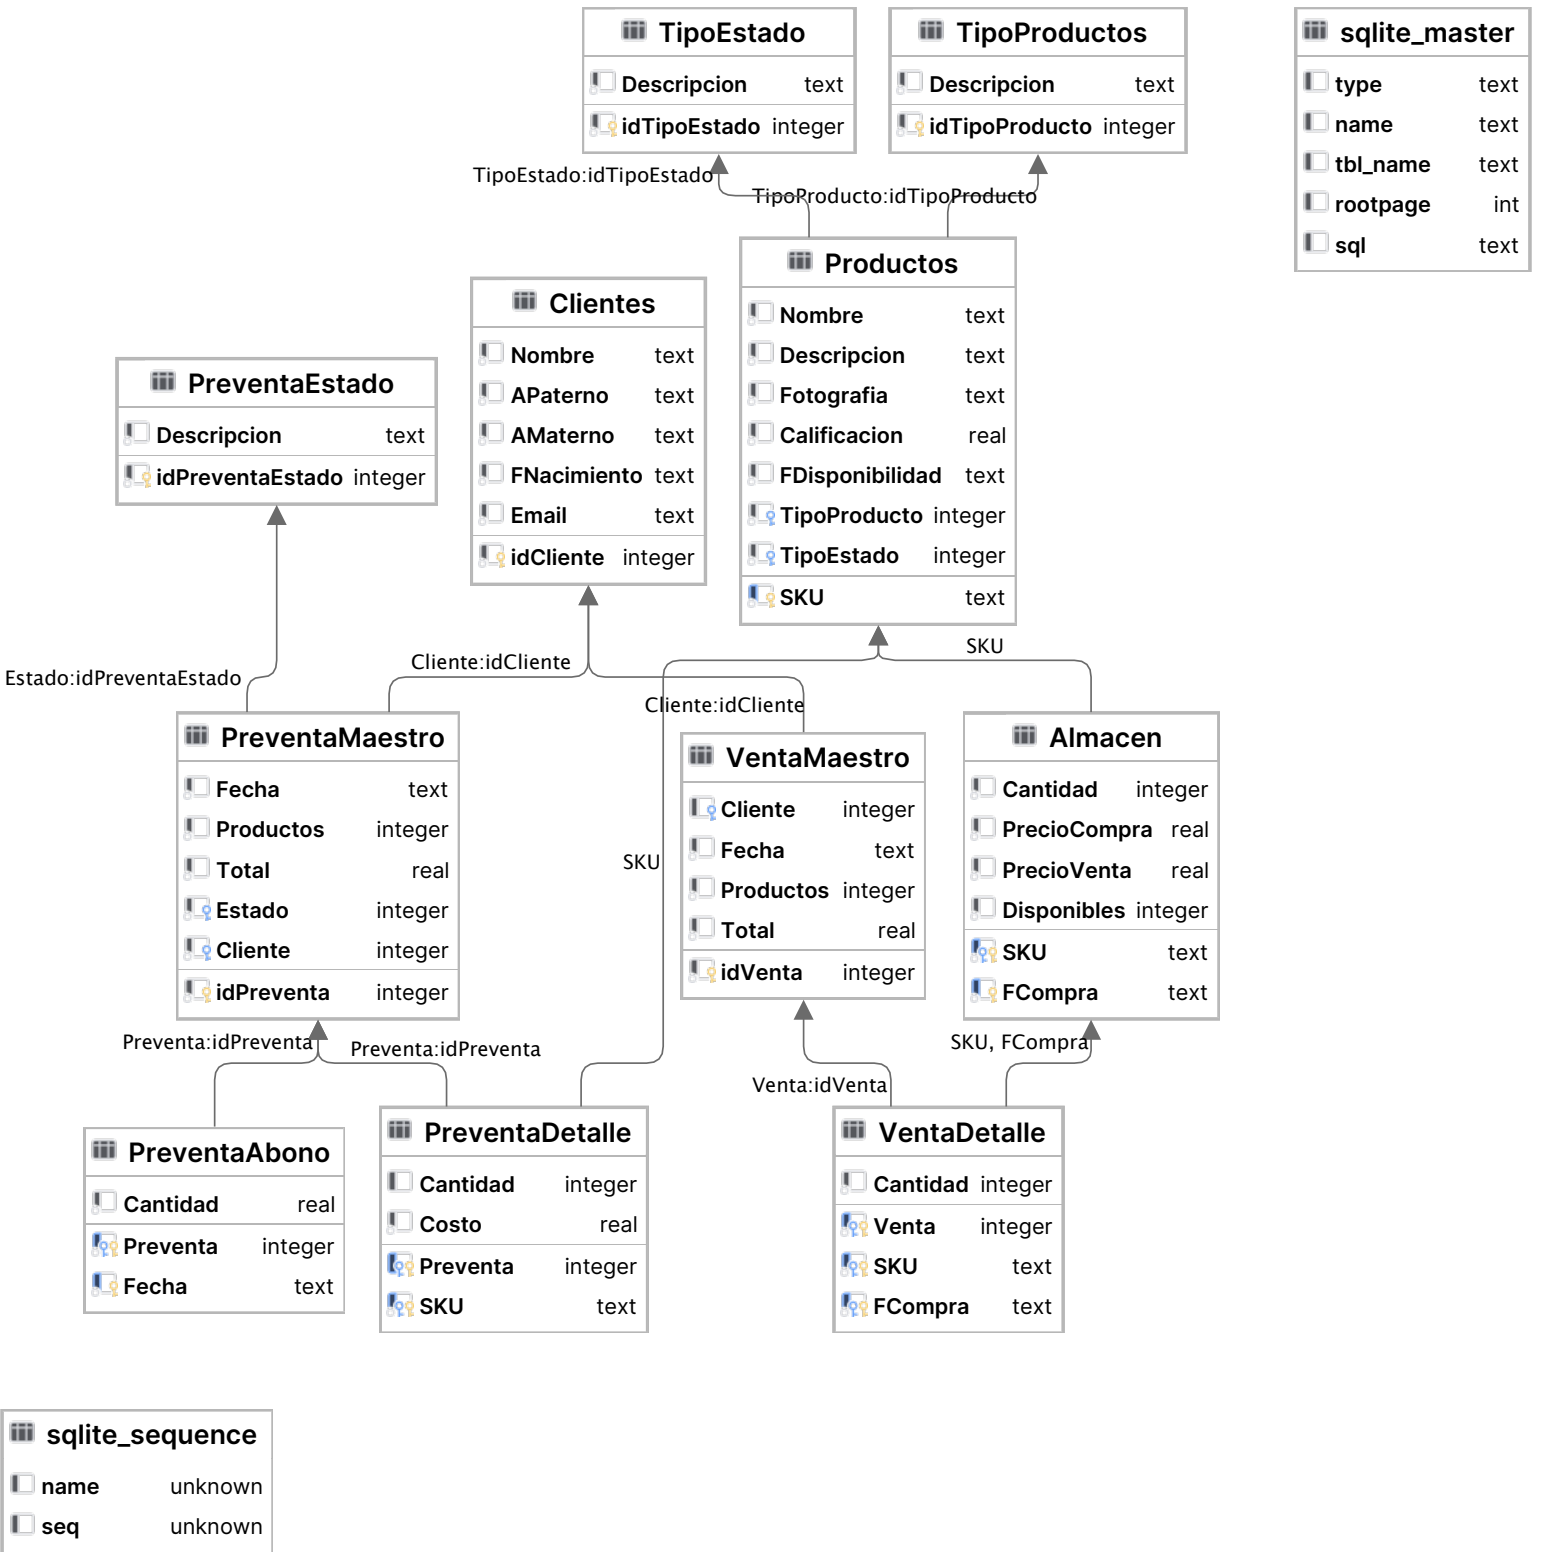 TipoEstado
Descripcion text
idTipoEstado integer
TipoProductos
Descripcion text
idTipoProducto integer
sqlite_master
type text
name text
tbl_name text
rootpage int
sql text
TipoEstado:idTipoEstado
TipoProducto:idTipoProducto
Productos
Nombre text
Descripcion text
Fotografia text
Calificacion real
FDisponibilidad text
TipoProducto integer
TipoEstado integer
SKU text
Clientes
Nombre text
APaterno text
AMaterno text
FNacimiento text
Email text
idCliente integer
PreventaEstado
Descripcion text
idPreventaEstado integer
Estado:idPreventaEstado
Cliente:idCliente
Cliente:idCliente
SKU
SKU
PreventaMaestro
Fecha text
Productos integer
Total real
Estado integer
Cliente integer
idPreventa integer
VentaMaestro
Cliente integer
Fecha text
Productos integer
Total real
idVenta integer
Almacen
Cantidad integer
PrecioCompra real
PrecioVenta real
Disponibles integer
SKU text
FCompra text
Preventa:idPreventa
Preventa:idPreventa
Venta:idVenta
SKU, FCompra
PreventaAbono
Cantidad real
Preventa integer
Fecha text
PreventaDetalle
Cantidad integer
Costo real
Preventa integer
SKU text
VentaDetalle
Cantidad integer
Venta integer
SKU text
FCompra text
sqlite_sequence
name unknown
seq unknown